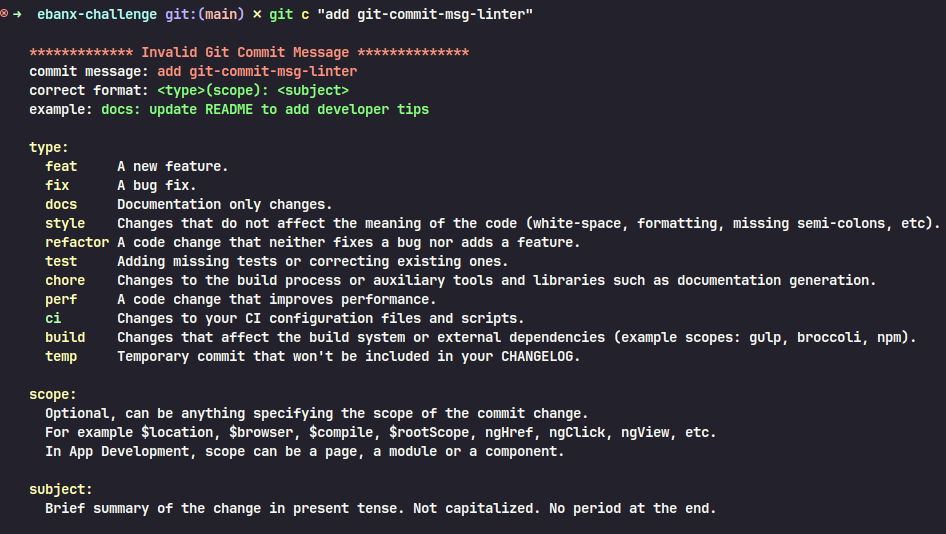 ⊗ ➜ ebanx-challenge git:(main) ✗ git c "add git-commit-msg-linter"
************* Invalid Git Commit Message **************
commit message: add git-commit-msg-linter
correct format: <type>(scope): <subject>
example: docs: update README to add developer tips
type:
feat A new feature.
fix A bug fix.
docs Documentation only changes.
style Changes that do not affect the meaning of the code (white-space, formatting, missing semi-colons, etc).
refactor A code change that neither fixes a bug nor adds a feature.
test Adding missing tests or correcting existing ones.
chore Changes to the build process or auxiliary tools and libraries such as documentation generation.
perf A code change that improves performance.
ci Changes to your CI configuration files and scripts.
build Changes that affect the build system or external dependencies (example scopes: gulp, broccoli, npm).
temp Temporary commit that won't be included in your CHANGELOG.
scope:
Optional, can be anything specifying the scope of the commit change.
For example $location, $browser, $compile, $rootScope, ngHref, ngClick, ngView, etc.
In App Development, scope can be a page, a module or a component.
subject:
Brief summary of the change in present tense. Not capitalized. No period at the end.